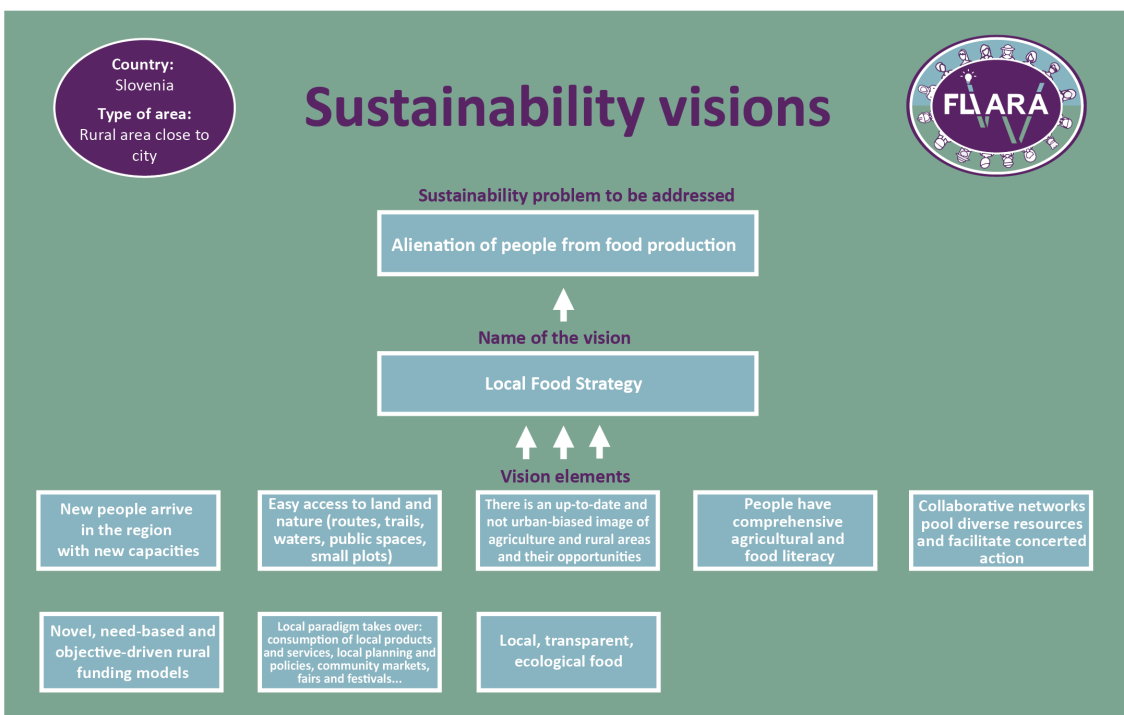 Country:
Slovenia
Type of area:
Rural area close to
city
Sustainability visions
FLIARA
Sustainability problem to be addressed
Alienation of people from food production
Name of the vision
Local Food Strategy
Vision elements
New people arrive
in the region
with new capacities
Easy access to land and
nature (routes, trails,
waters, public spaces,
small plots)
There is an up-to-date and
not urban-biased image of
agriculture and rural areas
and their opportunities
People have
comprehensive
agricultural and
food literacy
Collaborative networks
pool diverse resources
and facilitate concerted
action
Novel, need-based and
objective-driven rural
funding models
Local paradigm takes over:
consumption of local products
and services, local planning and
policies, community markets,
fairs and festivals...
Local, transparent,
ecological food